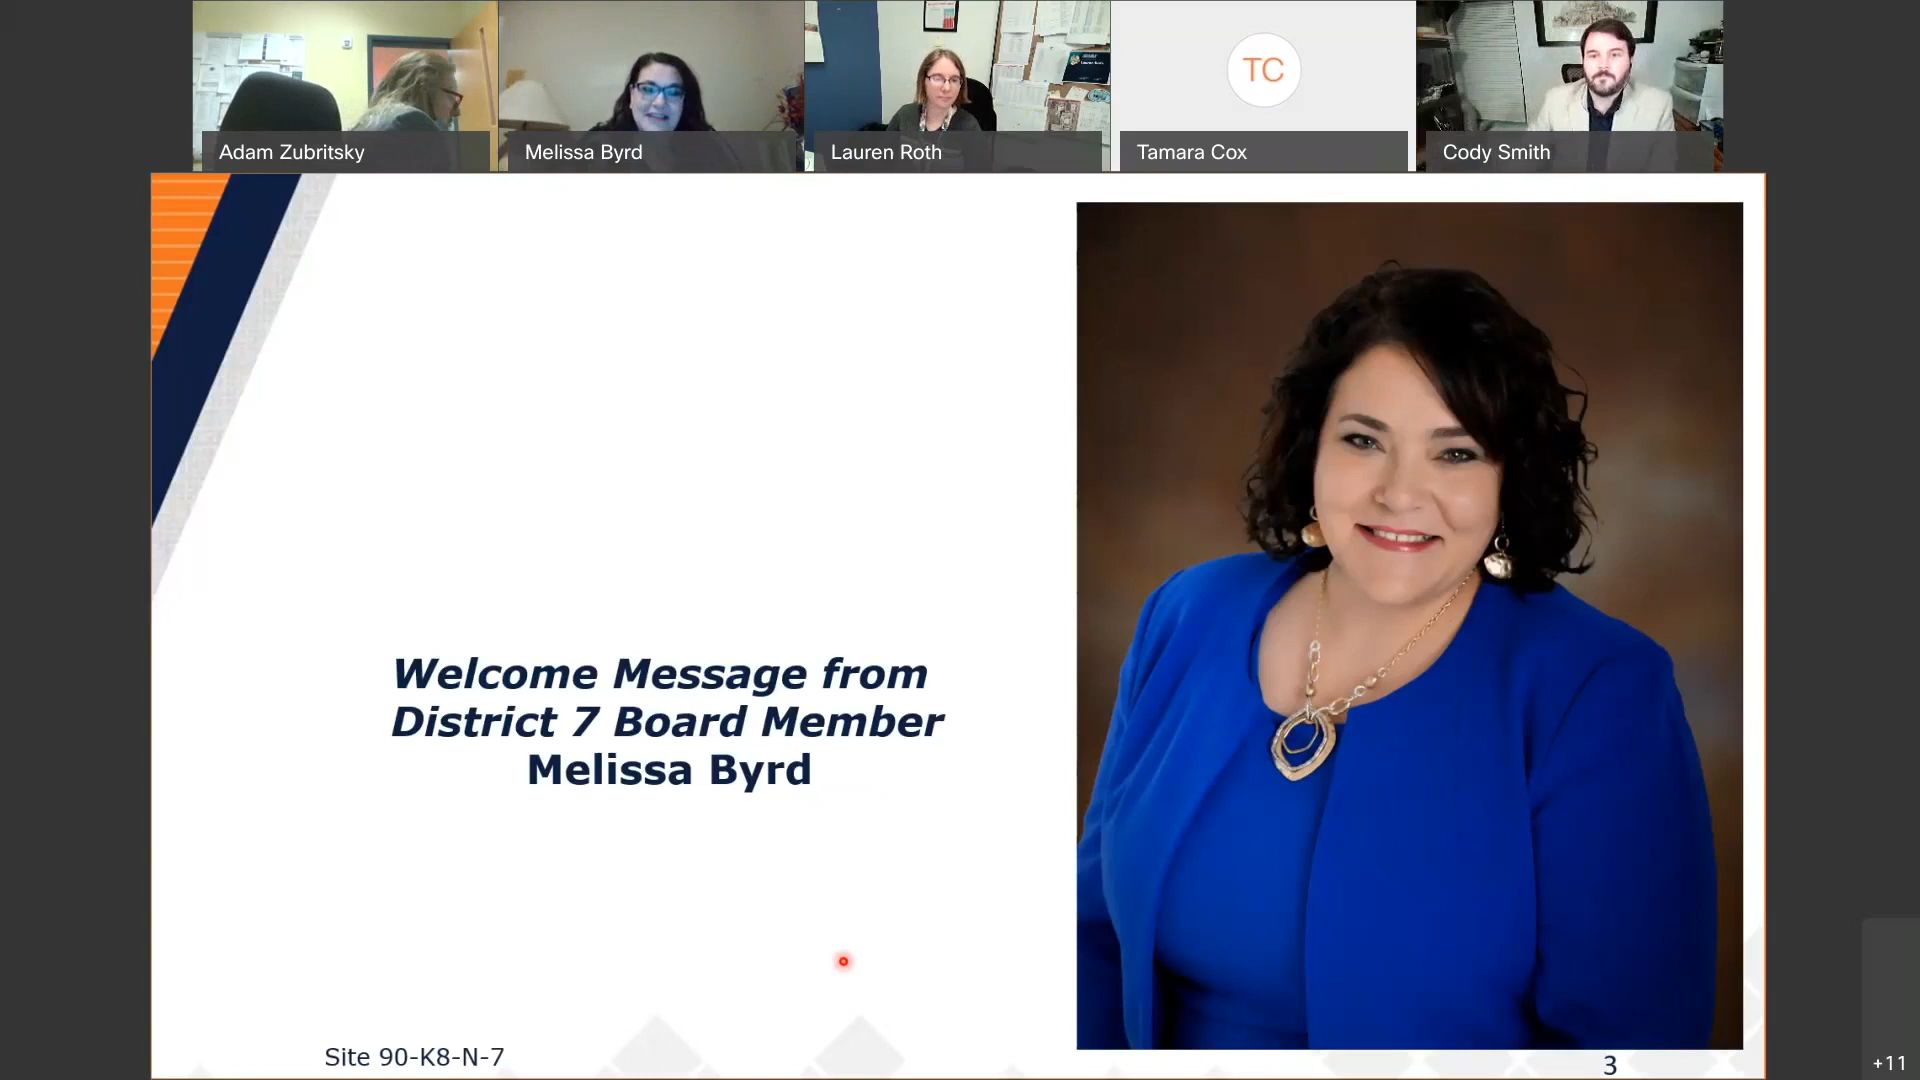 Adam Zubritsky
Melissa Byrd
Lauren Roth
TC
Tamara Cox
Cody Smith
Welcome Message from
District 7 Board Member
Melissa Byrd
Site 90-K8-N-7
3
+11